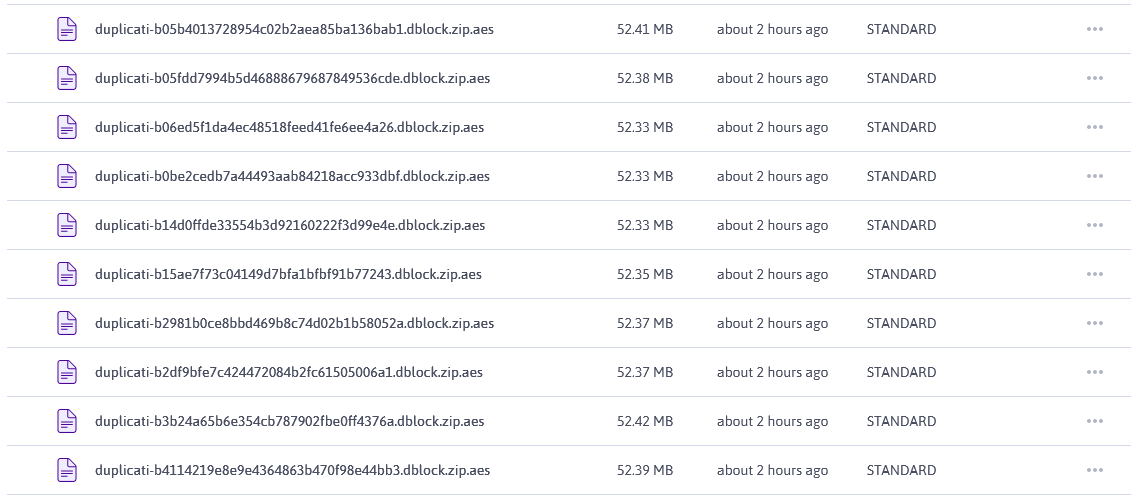 duplicati-b05b4013728954c02b2aea85ba136bab1.dblock.zip.aes 52.41 MB about 2 hours ago STANDARD
duplicati-b05fdd7994b5d46888679687849536cde.dblock.zip.aes 52.38 MB about 2 hours ago STANDARD
duplicati-b06ed5f1da4ec48518feed41fe6ee4a26.dblock.zip.aes 52.33 MB about 2 hours ago STANDARD
duplicati-b0be2cedb7a44493aab84218acc933dbf.dblock.zip.aes 52.33 MB about 2 hours ago STANDARD
duplicati-b14d0ffde33554b3d92160222f3d99e4e.dblock.zip.aes 52.33 MB about 2 hours ago STANDARD
duplicati-b15ae7f73c04149d7bfa1bfbf91b77243.dblock.zip.aes 52.35 MB about 2 hours ago STANDARD
duplicati-b2981b0ce8bbd469b8c74d02b1b58052a.dblock.zip.aes 52.37 MB about 2 hours ago STANDARD
duplicati-b2df9bfe7c424472084b2fc61505006a1.dblock.zip.aes 52.37 MB about 2 hours ago STANDARD
duplicati-b3b24a65b6e354cb787902fbe0ff4376a.dblock.zip.aes 52.42 MB about 2 hours ago STANDARD
duplicati-b4114219e8e9e4364863b470f98e44bb3.dblock.zip.aes 52.39 MB about 2 hours ago STANDARD